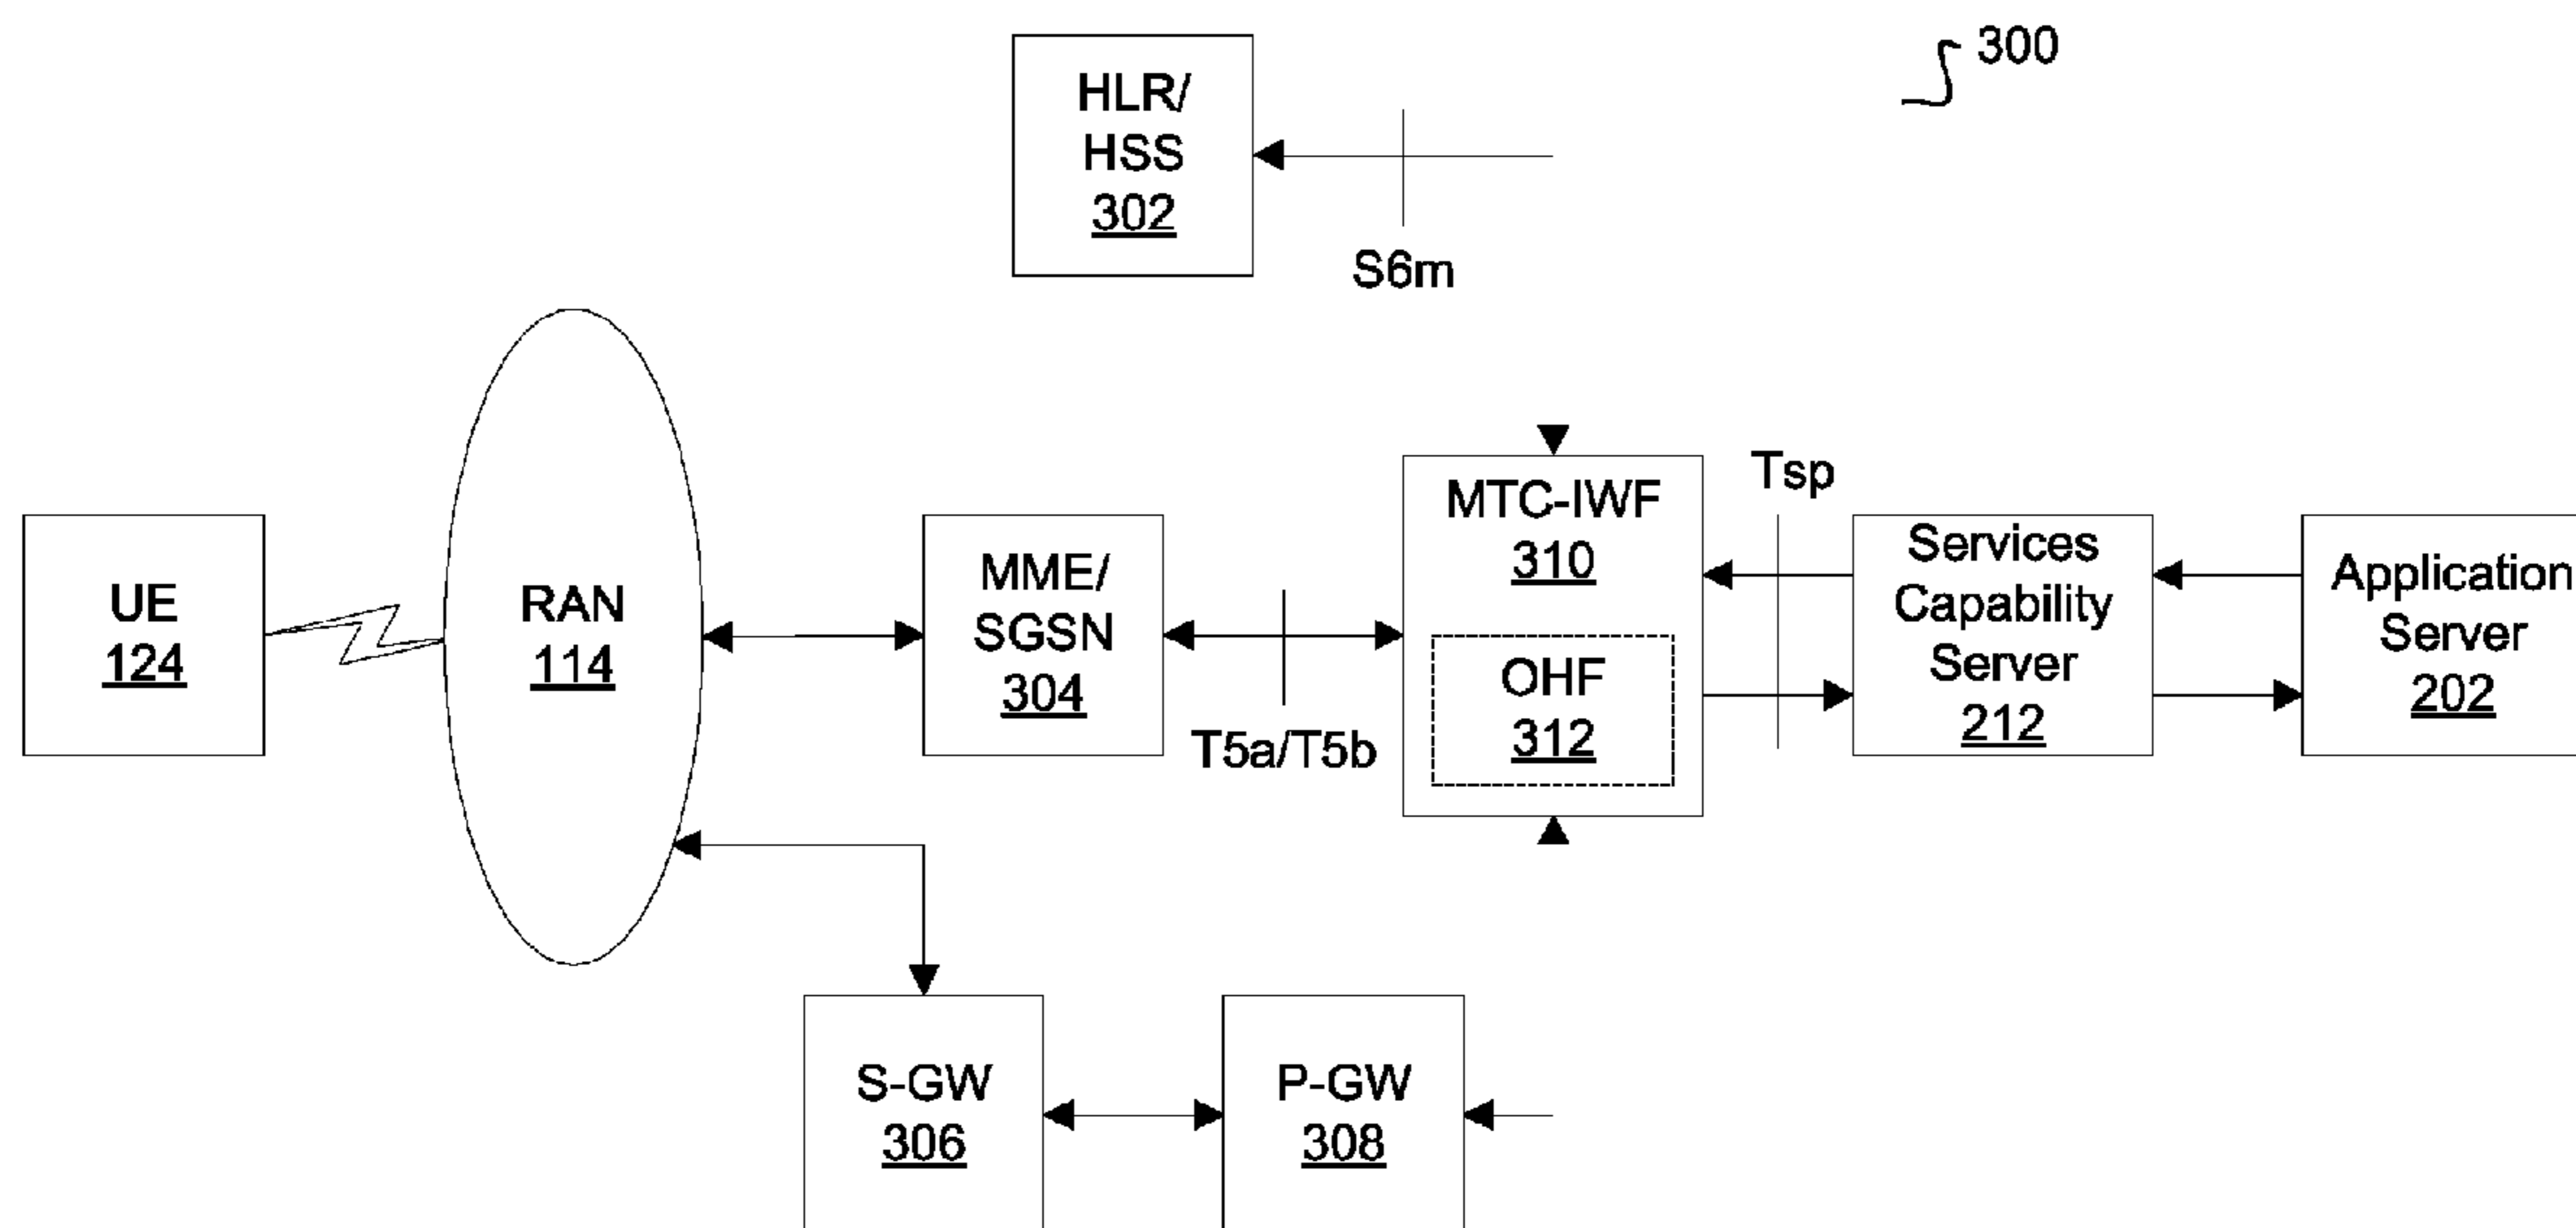 300
HLR/
HSS
302
S6m
MTC-IWF
310
OHF
312
Tsp
Services
Capability
Server
212
Application
Server
202
UE
124
RAN
114
MME/
SGSN
304
T5a/T5b
S-GW
306
P-GW
308